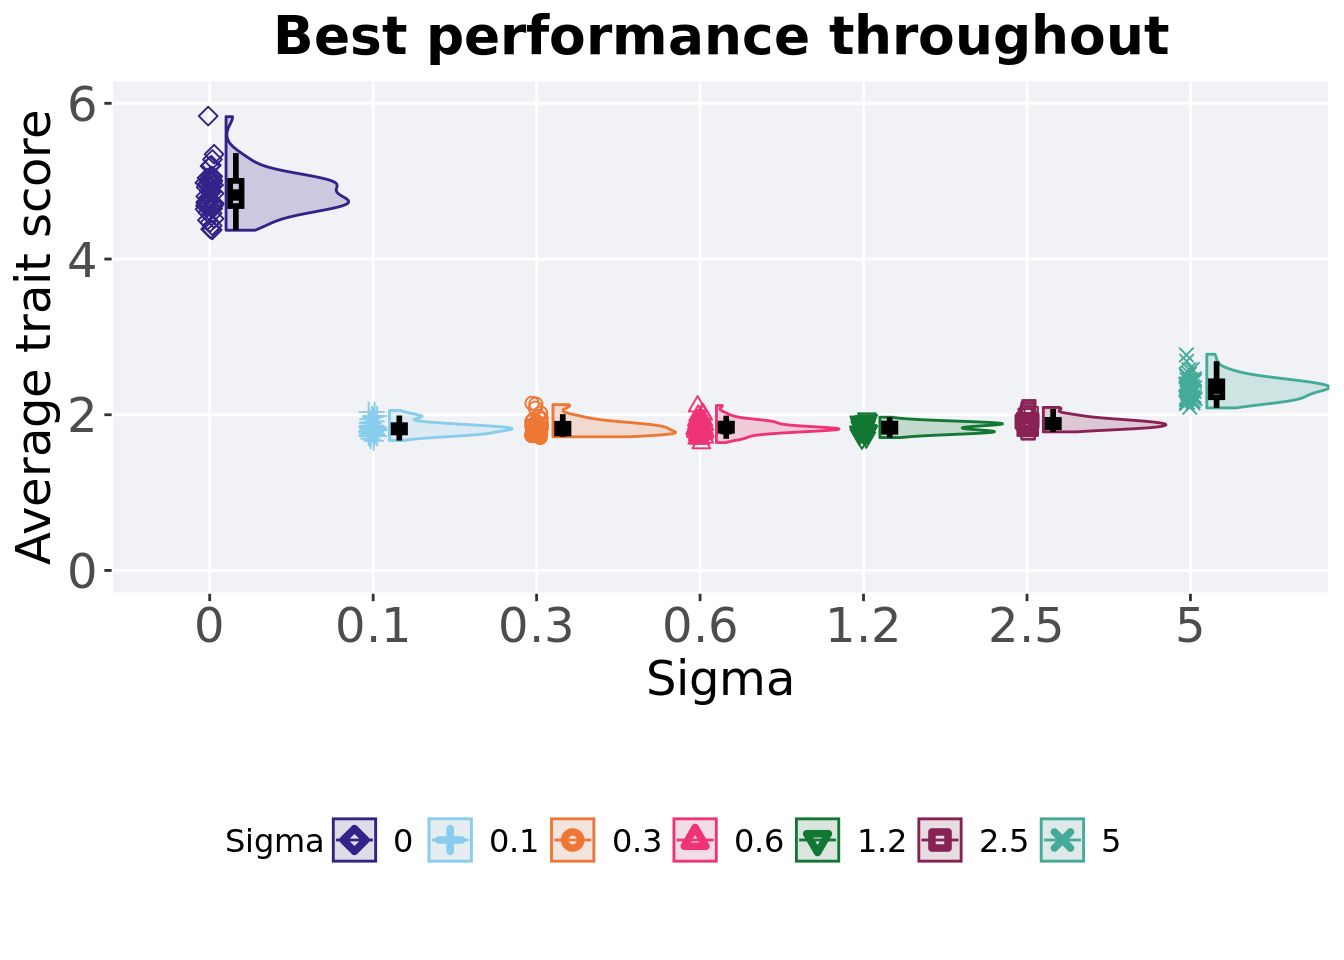 Best performance throughout
Average trait score
6
4
2
0
0 0.1 0.3 0.6 1.2 2.5 5
Sigma
Sigma 0 0.1 0.3 0.6 1.2 2.5 5